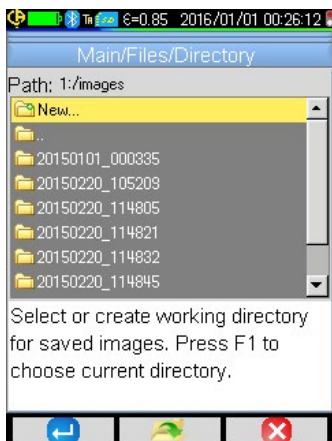 ε=0.85 2016/01/01 00:26:12
Main/Files/Directory
Path: 1:/images
New...
..
20150101_000335
20150220_105209
20150220_114805
20150220_114821
20150220_114832
20150220_114845
Select or create working directory
for saved images. Press F1 to
choose current directory.